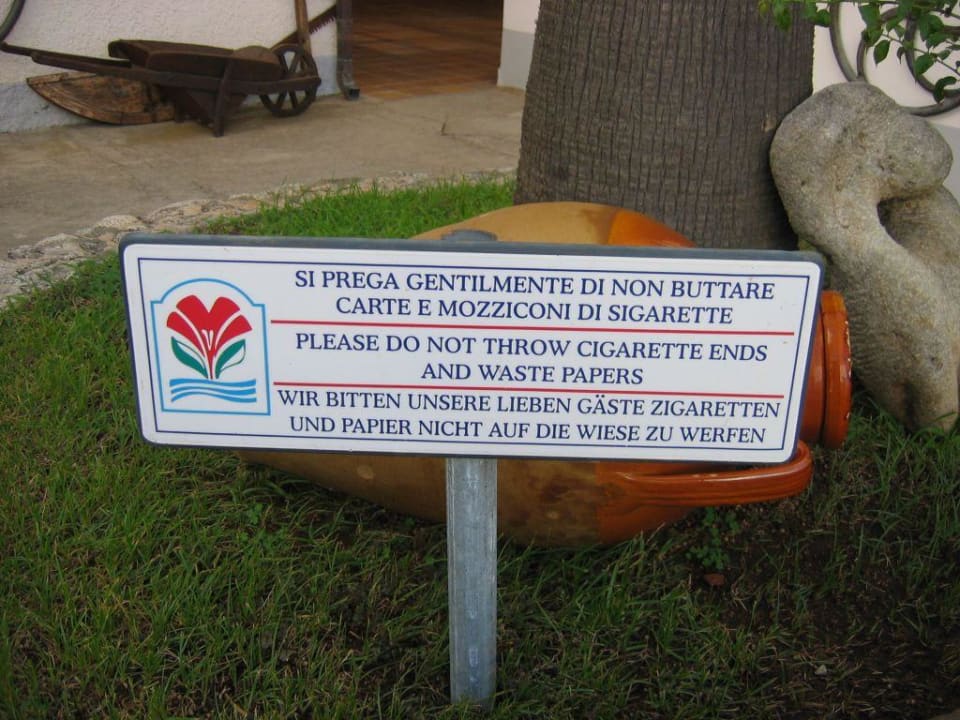 SI PREGA GENTILMENTE DI NON BUTTARE
CARTE E MOZZICONI DI SIGARETTE
PLEASE DO NOT THROW CIGARETTE ENDS
AND WASTE PAPERS
WIR BITTEN UNSERE LIEBEN GÄSTE ZIGARETTEN
UND PAPIER NICHT AUF DIE WIESE ZU WERFEN